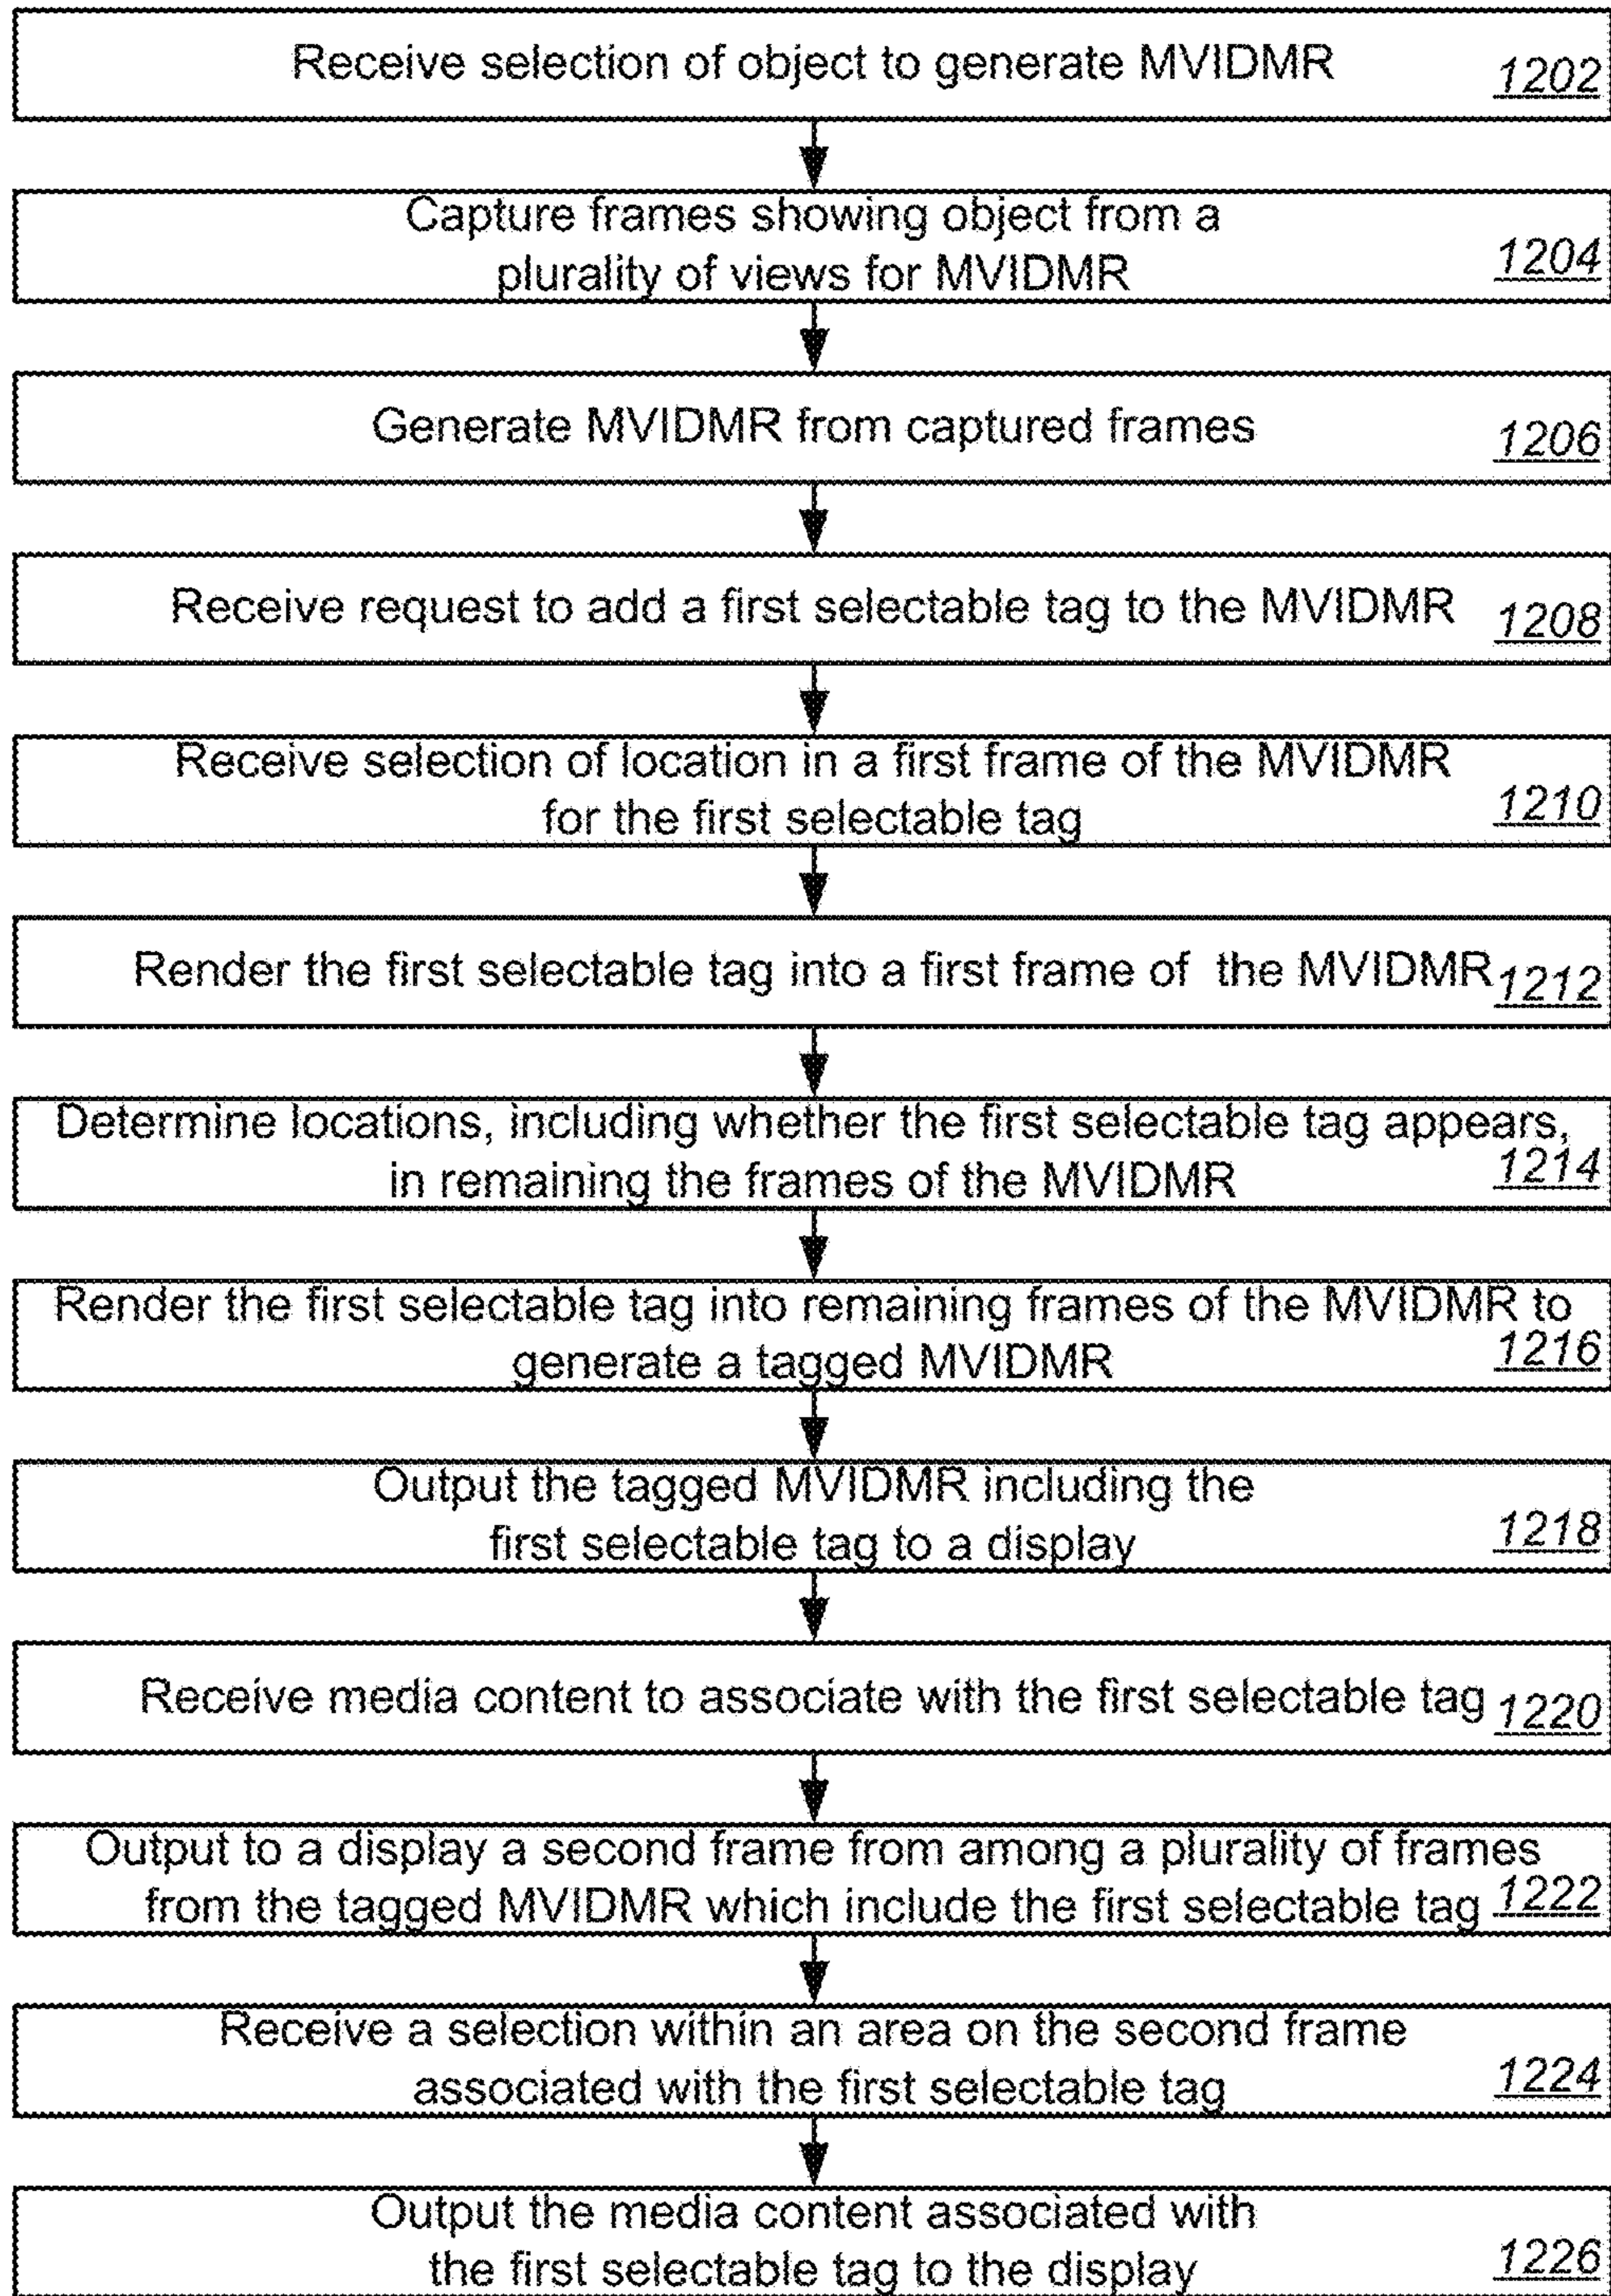 Receive selection of object to generate MVIDMR
1202
Capture frames showing object from a
plurality of views for MVIDMR
1204
Generate MVIDMR from captured frames
1206
Receive request to add a first selectable tag to the MVIDMR
1208
Receive selection of location in a first frame of the MVIDMR
for the first selectable tag
1210
Render the first selectable tag into a first frame of the MVIDMR
1212
Determine locations, including whether the first selectable tag appears,
in remaining the frames of the MVIDMR
1214
Render the first selectable tag into remaining frames of the MVIDMR to
generate a tagged MVIDMR
1216
Output the tagged MVIDMR including the
first selectable tag to a display
1218
Receive media content to associate with the first selectable tag
1220
Output to a display a second frame from among a plurality of frames
from the tagged MVIDMR which include the first selectable tag
1222
Receive a selection within an area on the second frame
associated with the first selectable tag
1224
Output the media content associated with
the first selectable tag to the display
1226